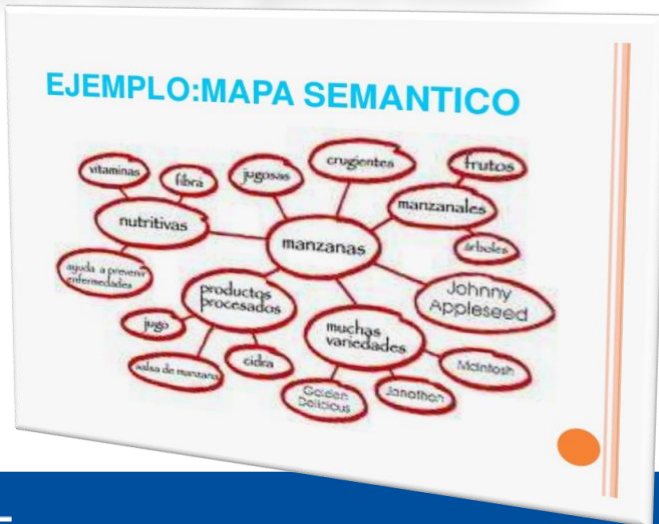 EJEMPLO:MAPA SEMANTICO
vitaminas
fibra
jugosas
crugientes
frutos
nutritivas
manzanas
manzanales
árboles
ayuda a prevenir
enfermedades
productos
procesados
Johnny
Appleseed
jugo
muchas
variedades
salsa de manzana
cidra
McIntosh
Golden
Delicious
Jonathon